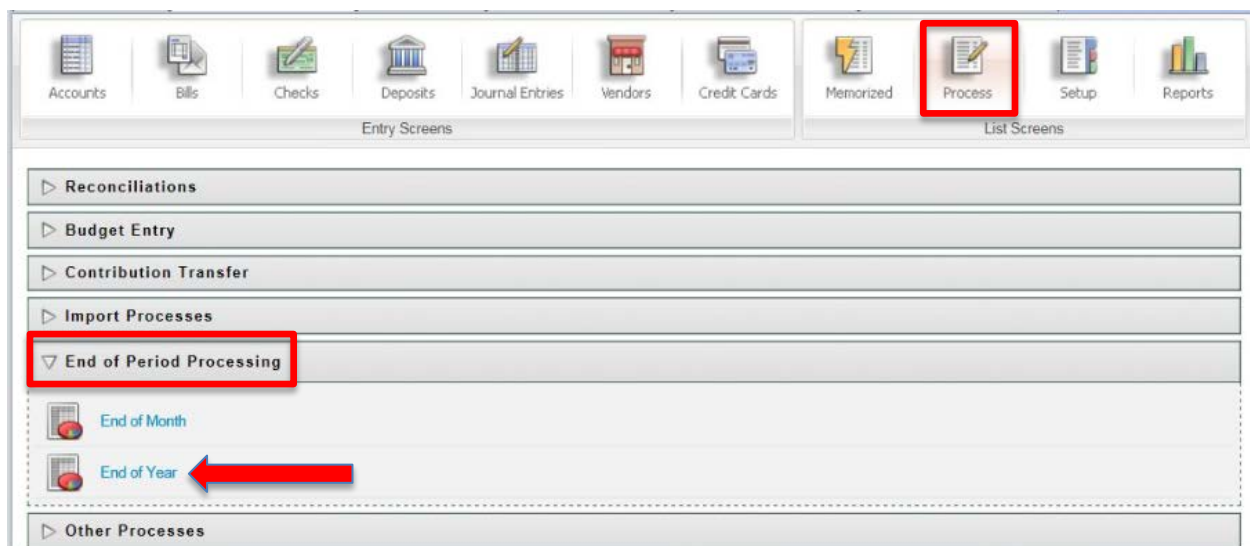 Accounts Bills Checks Deposits Journal Entries Vendors Credit Cards Memorized Process Setup Reports
Entry Screens List Screens
Reconciliations
Budget Entry
Contribution Transfer
Import Processes
End of Period Processing
End of Month
End of Year
Other Processes